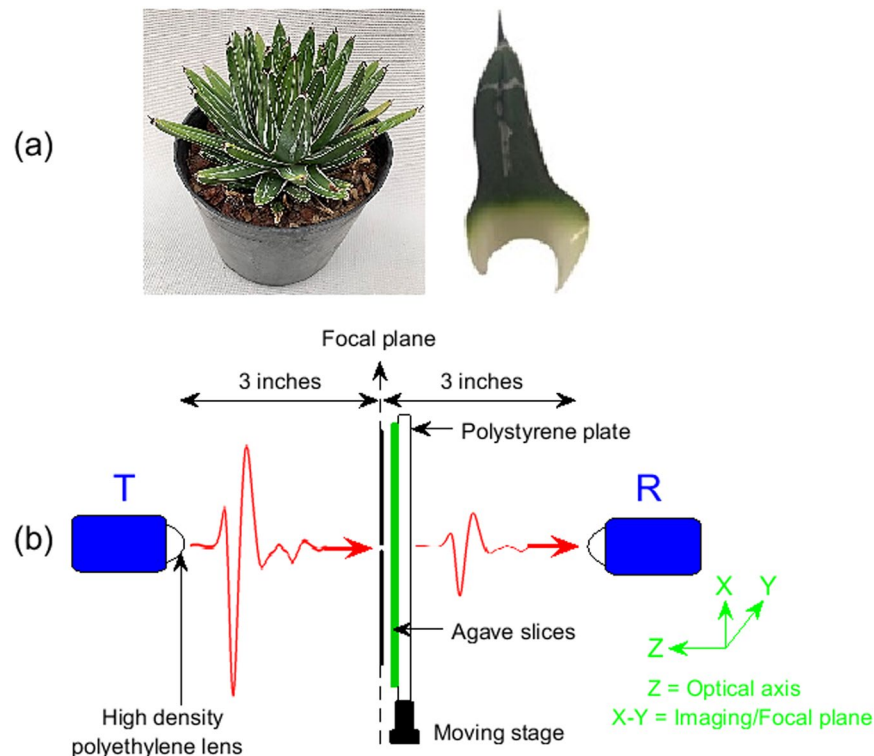 (a)
Focal plane
3 inches
3 inches
Polystyrene plate
T
R
(b)
X
Y
Z
Agave slices
Z = Optical axis
X-Y = Imaging/Focal plane
High density
polyethylene lens
Moving stage